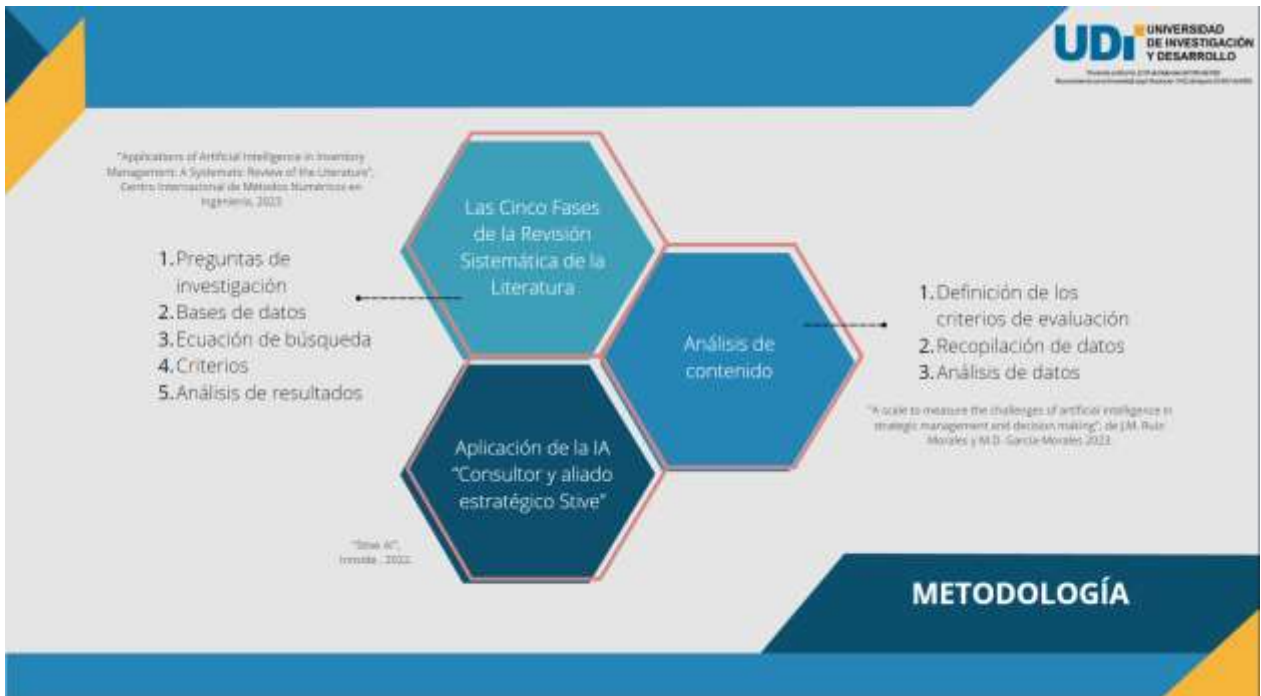 UDi UNIVERSIDAD
DE INVESTIGACIÓN
Y DESARROLLO
"Applications of Artificial Intelligence in Inventory
Management: A Systematic Review of the Literature",
Centro Internacional de Métodos Numéricos en
Ingeniería, 2023
1. Preguntas de
investigación
2. Bases de datos
3. Ecuación de búsqueda
4. Criterios
5. Análisis de resultados
Las Cinco Fases
de la Revisión
Sistemática de la
Literatura
Análisis de
contenido
1. Definición de los
criterios de evaluación
2. Recopilación de datos
3. Análisis de datos
"A scale to measure the challenges of artificial intelligence in
strategic management and decision making", de J.M. Ruiz-
Morales y M.D. García-Morales 2023.
Aplicación de la IA
"Consultor y aliado
estratégico Stive"
"Stive AI",
2022.
METODOLOGÍA